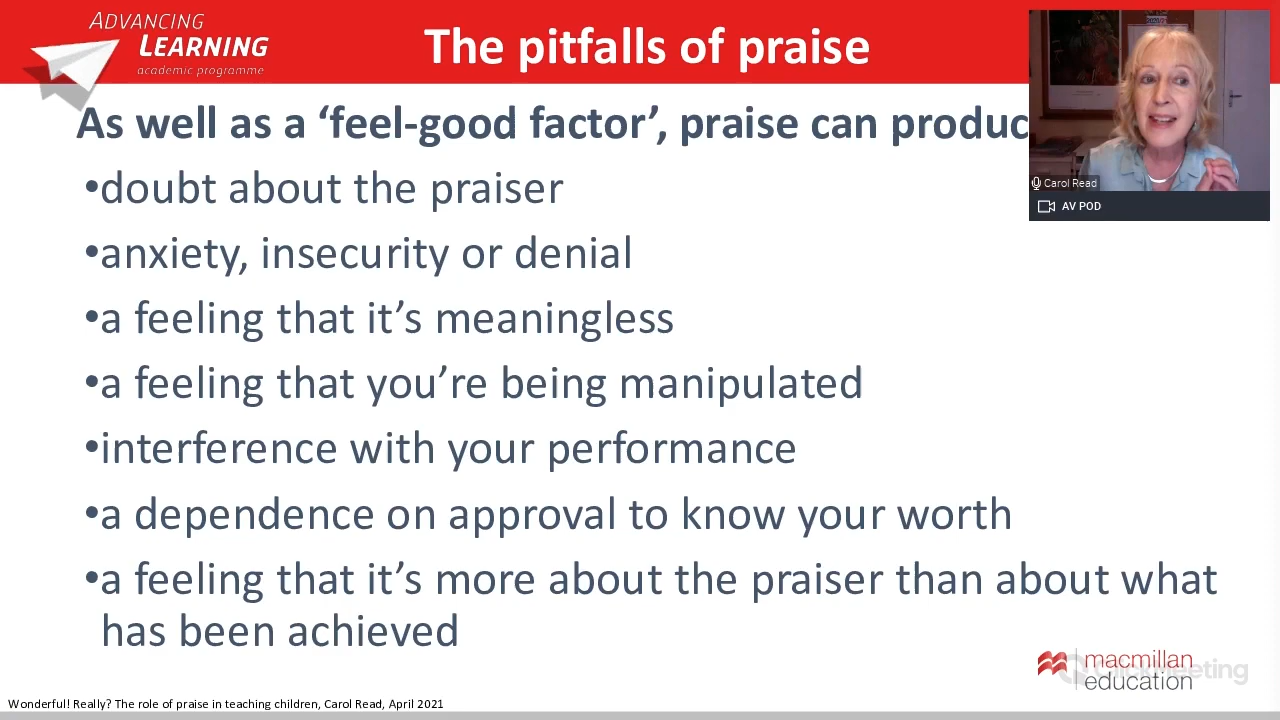 ADVANCING
LEARNING
academic programme
The pitfalls of praise
As well as a ‘feel-good factor’, praise can produc
•doubt about the praiser
•anxiety, insecurity or denial
•a feeling that it’s meaningless
•a feeling that you’re being manipulated
•interference with your performance
•a dependence on approval to know your worth
•a feeling that it’s more about the praiser than about what
has been achieved
Carol Read
AV POD
macmillan
education
ClickMeeting
Wonderful! Really? The role of praise in teaching children, Carol Read, April 2021